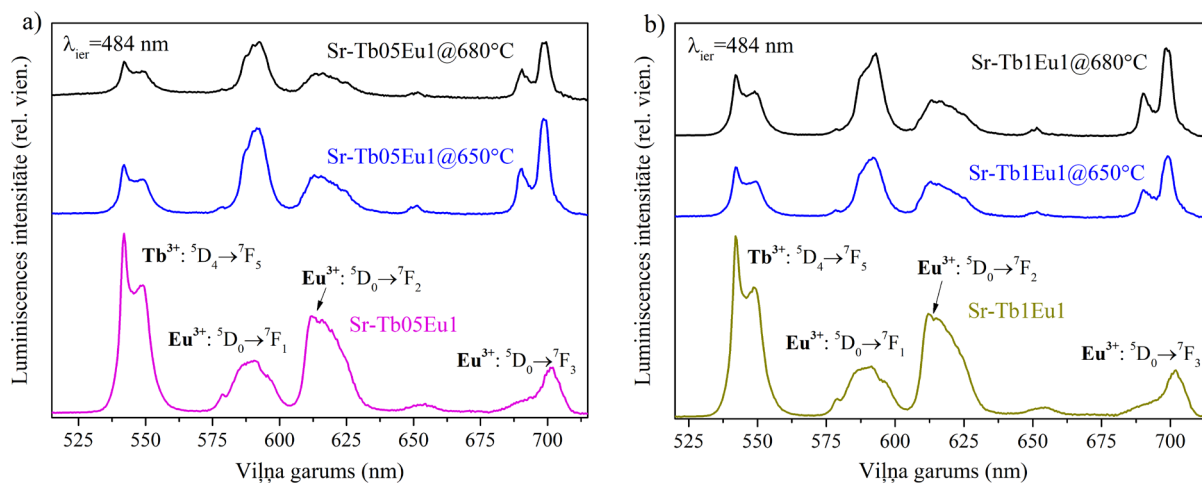 a)
λier=484 nm
Sr-Tb05Eu1@680°C
Sr-Tb05Eu1@650°C
Tb³⁺: ⁵D₄→⁷F₅
Eu³⁺: ⁵D₀→⁷F₂
Sr-Tb05Eu1
Eu³⁺: ⁵D₀→⁷F₁
Eu³⁺: ⁵D₀→⁷F₃
Luminiscences intensitāte (rel. vien.)
525 550 575 600 625 650 675 700
Viļņa garums (nm)
b)
λier=484 nm
Sr-Tb1Eu1@680°C
Sr-Tb1Eu1@650°C
Tb³⁺: ⁵D₄→⁷F₅
Eu³⁺: ⁵D₀→⁷F₂
Sr-Tb1Eu1
Eu³⁺: ⁵D₀→⁷F₁
Eu³⁺: ⁵D₀→⁷F₃
Luminiscences intensitāte (rel. vien.)
520 550 575 600 625 650 675 700
Viļņa garums (nm)